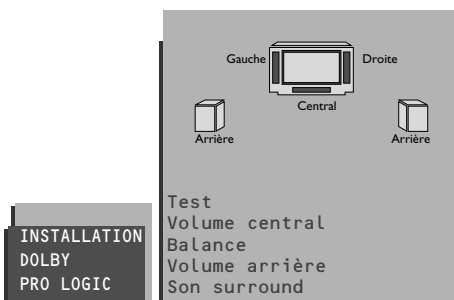 Gauche
Droite
Central
Arrière
Arrière
INSTALLATION
DOLBY
PRO LOGIC
Test
Volume central
Balance
Volume arrière
Son surround